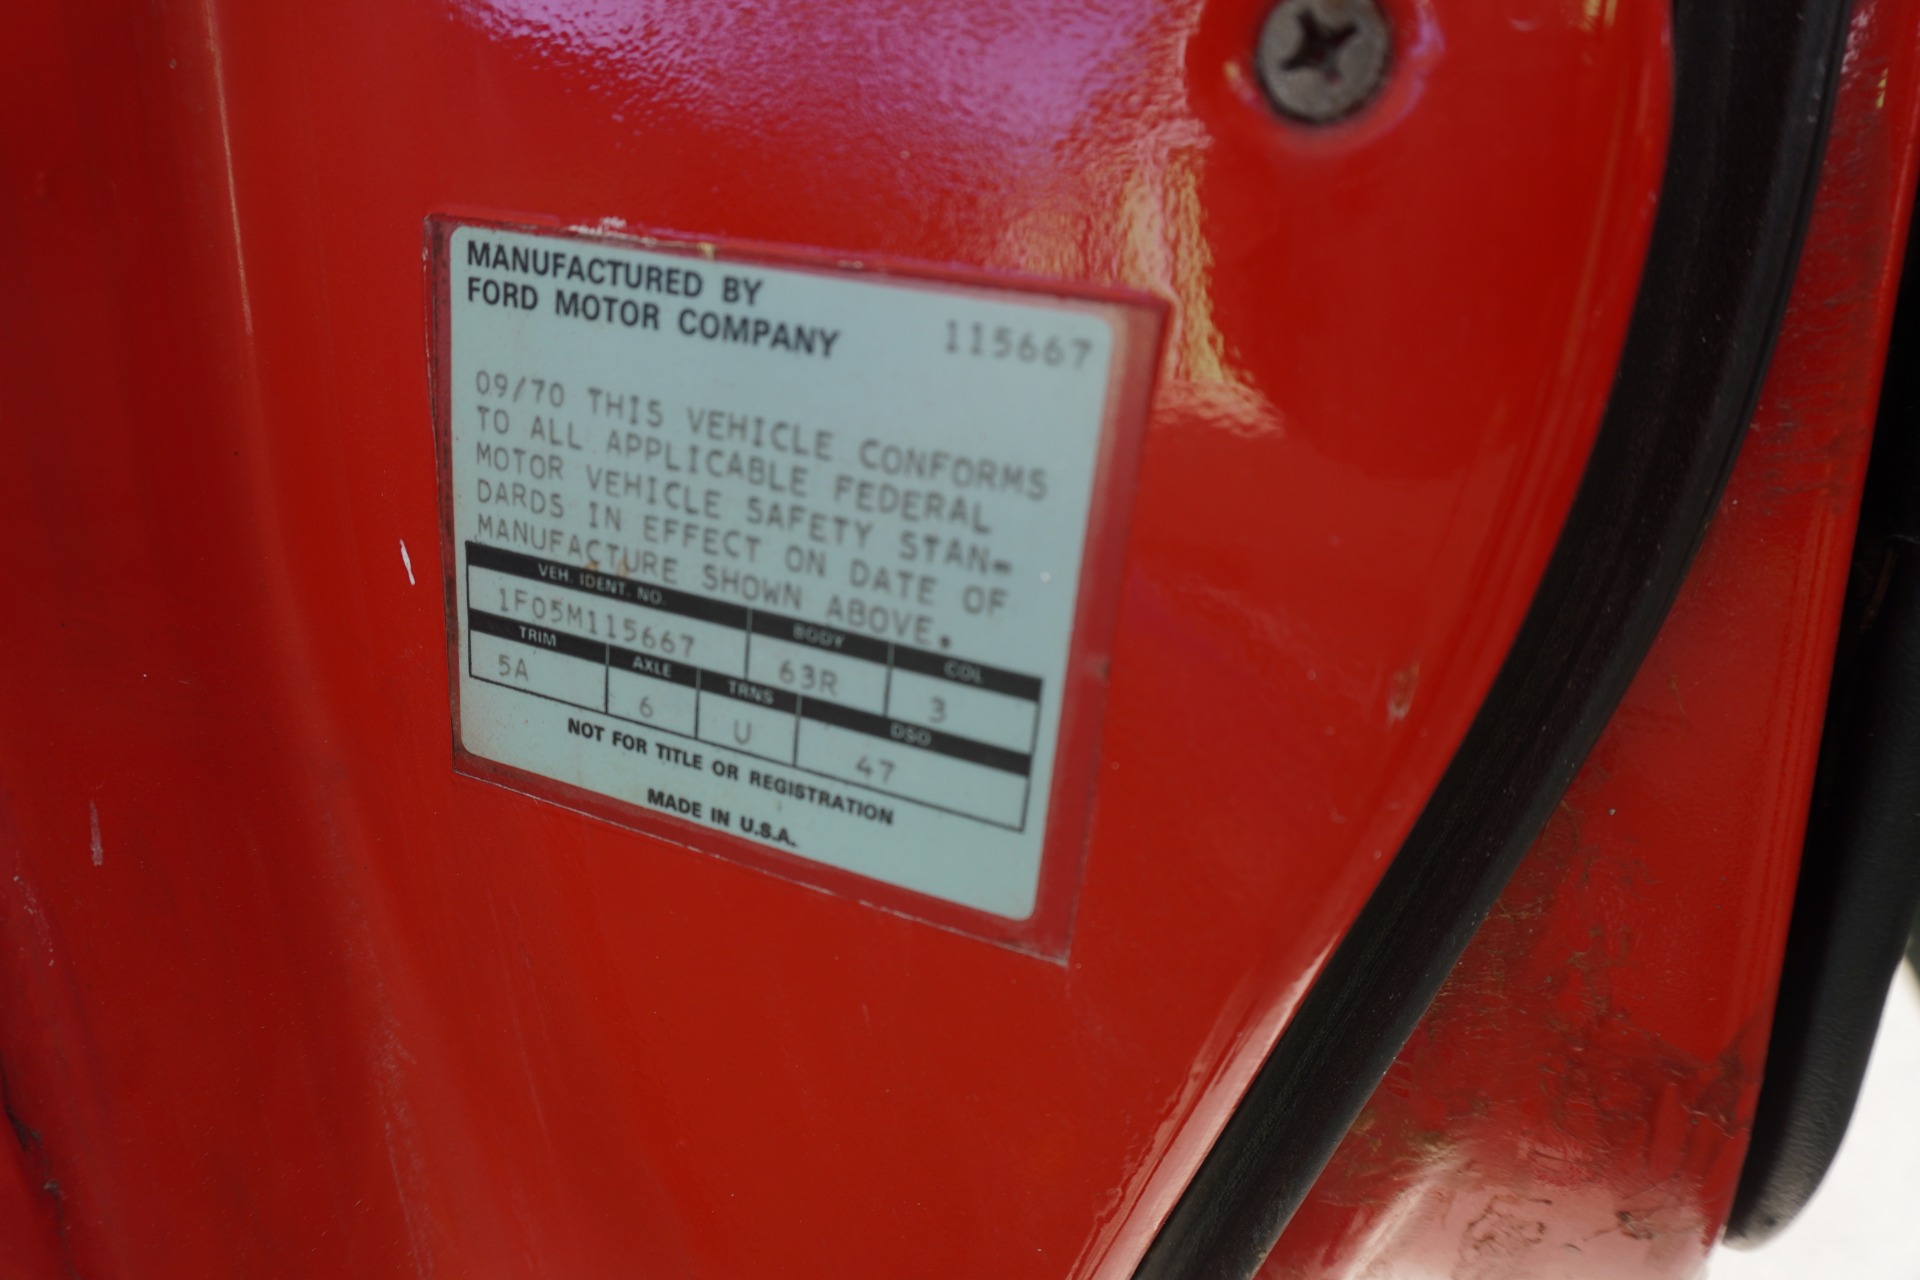 MANUFACTURED BY
FORD MOTOR COMPANY
115667
09/70 THIS VEHICLE CONFORMS
TO ALL APPLICABLE FEDERAL
MOTOR VEHICLE SAFETY STAN-
DARDS IN EFFECT ON DATE OF
MANUFACTURE SHOWN ABOVE.
VEH. IDENT. NO. BODY COL
1F05M115667 63R 3
TRIM AXLE TRNS DSO
5A 6 U 47
NOT FOR TITLE OR REGISTRATION
MADE IN U.S.A.